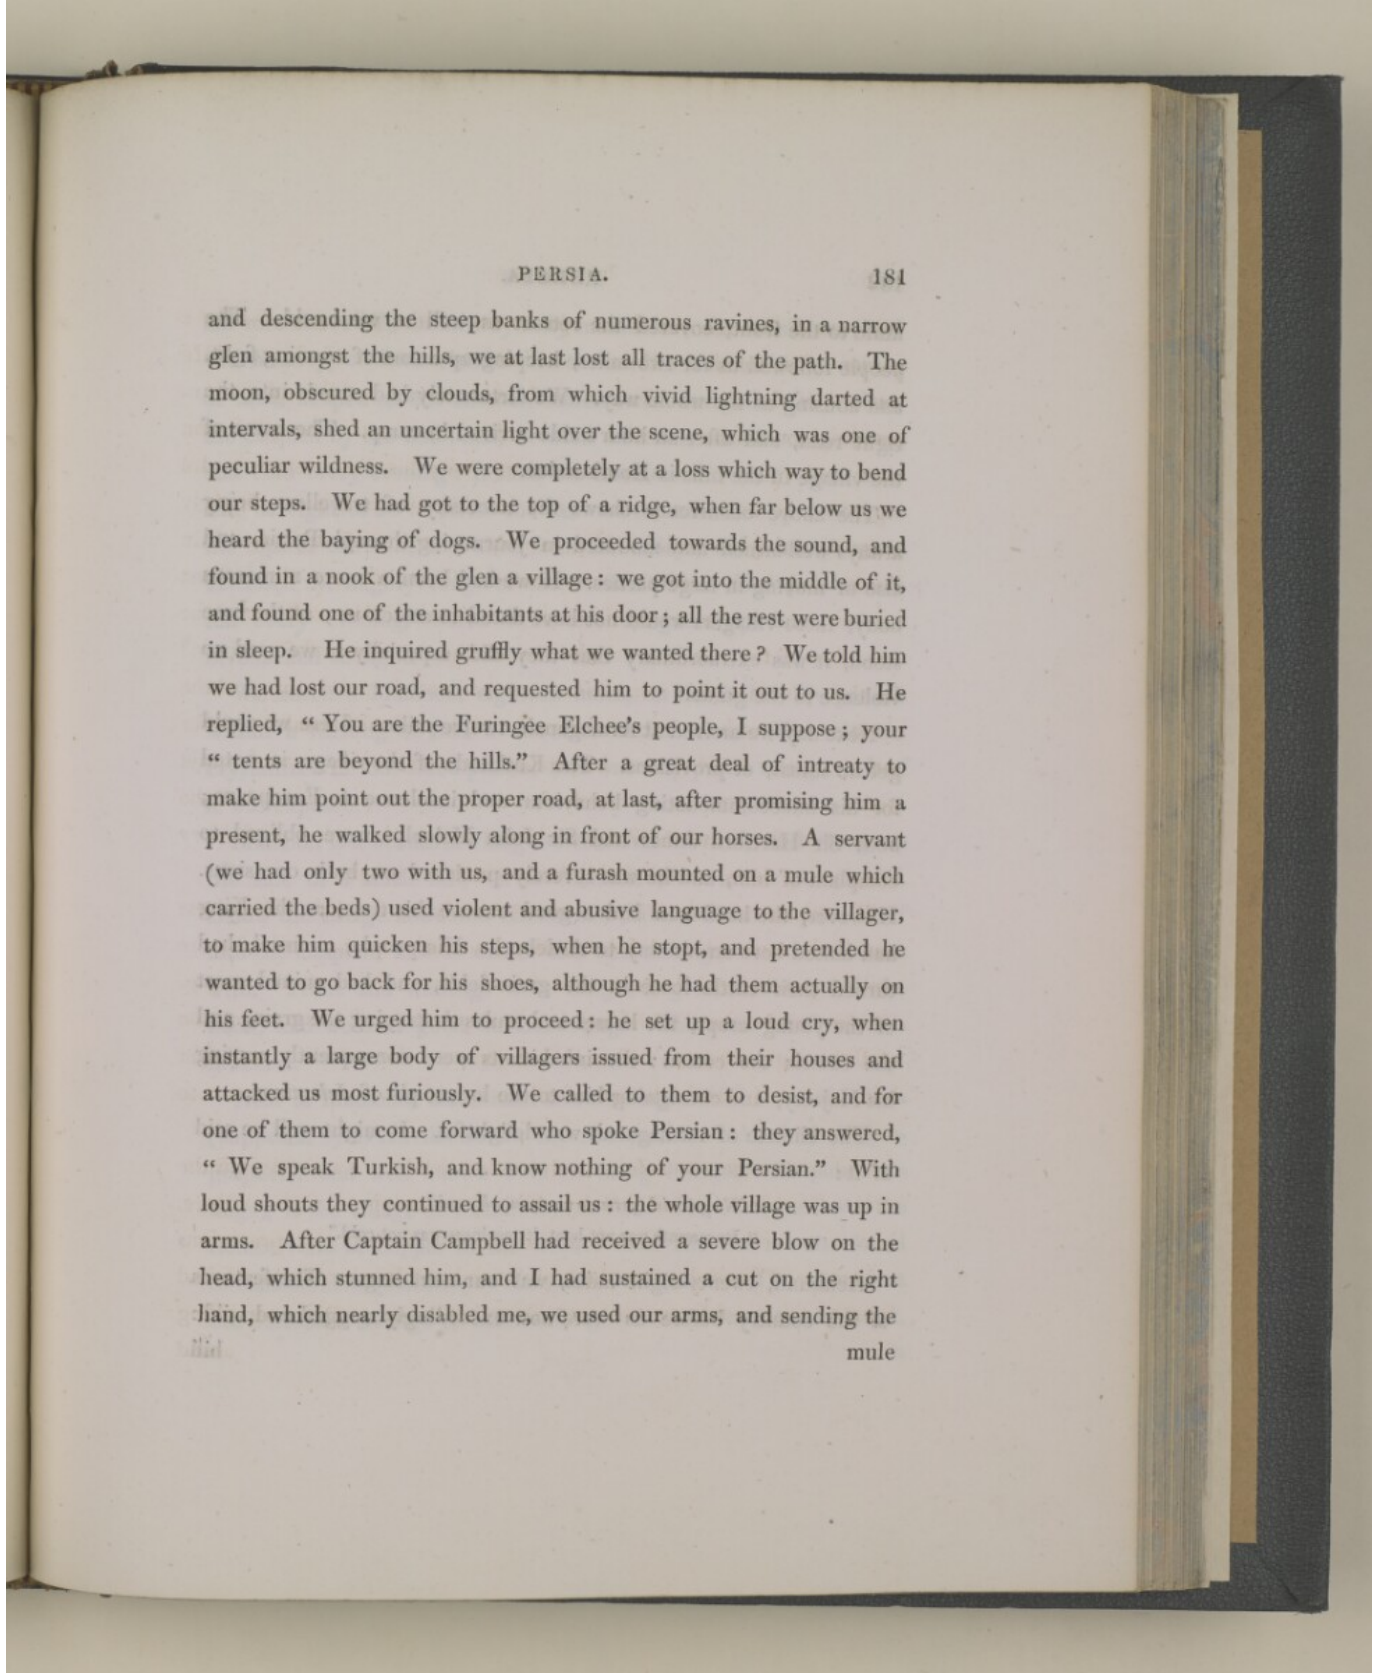 PERSIA. 181
and descending the steep banks of numerous ravines, in a narrow
glen amongst the hills, we at last lost all traces of the path. The
moon, obscured by clouds, from which vivid lightning darted at
intervals, shed an uncertain light over the scene, which was one of
peculiar wildness. We were completely at a loss which way to bend
our steps. We had got to the top of a ridge, when far below us we
heard the baying of dogs. We proceeded towards the sound, and
found in a nook of the glen a village: we got into the middle of it,
and found one of the inhabitants at his door; all the rest were buried
in sleep. He inquired gruffly what we wanted there? We told him
we had lost our road, and requested him to point it out to us. He
replied, “ You are the Furingee Elchee’s people, I suppose; your
“ tents are beyond the hills.” After a great deal of intreaty to
make him point out the proper road, at last, after promising him a
present, he walked slowly along in front of our horses. A servant
(we had only two with us, and a furash mounted on a mule which
carried the beds) used violent and abusive language to the villager,
to make him quicken his steps, when he stopt, and pretended he
wanted to go back for his shoes, although he had them actually on
his feet. We urged him to proceed: he set up a loud cry, when
instantly a large body of villagers issued from their houses and
attacked us most furiously. We called to them to desist, and for
one of them to come forward who spoke Persian: they answered,
“ We speak Turkish, and know nothing of your Persian.” With
loud shouts they continued to assail us: the whole village was up in
arms. After Captain Campbell had received a severe blow on the
head, which stunned him, and I had sustained a cut on the right
hand, which nearly disabled me, we used our arms, and sending the
mule